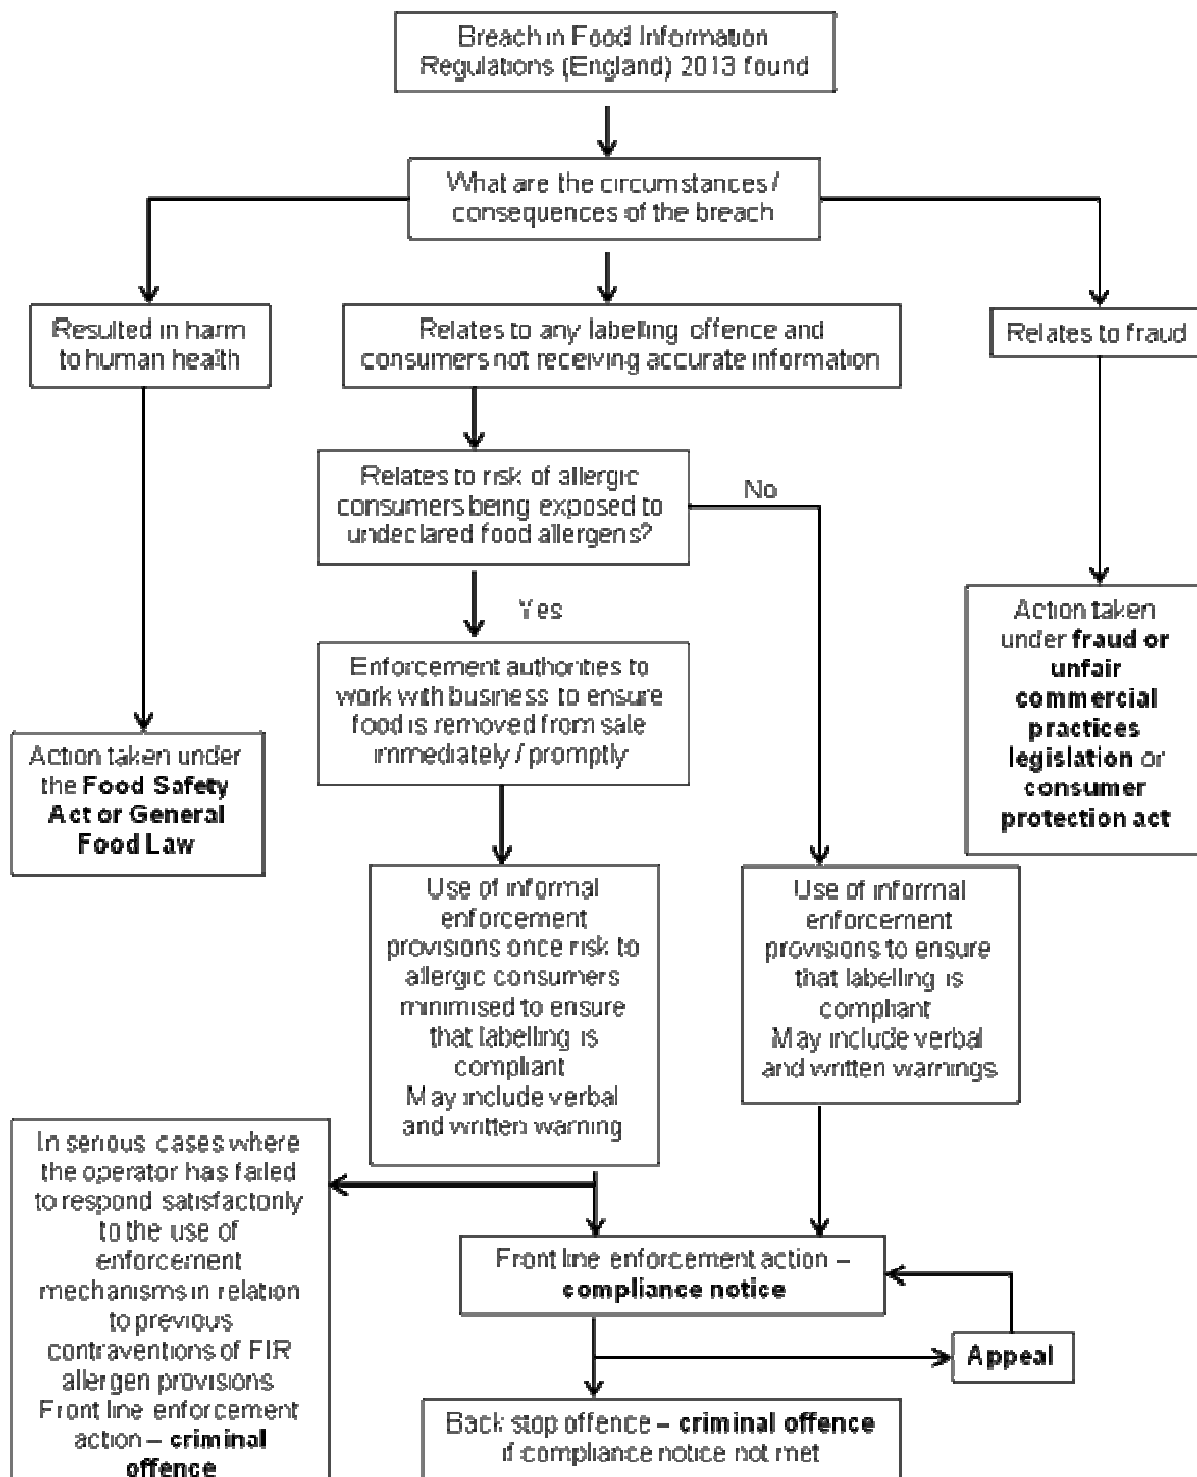 Breach in Food Information
Regulations (England) 2013 found
What are the circumstances /
consequences of the breach
Resulted in harm
to human health
Relates to any labelling offence and
consumers not receiving accurate information
Relates to fraud
Relates to risk of allergic
consumers being exposed to
undeclared food allergens?
No
Yes
Enforcement authorities to
work with business to ensure
food is removed from sale
immediately / promptly
Action taken
under fraud or
unfair
commercial
practices
legislation or
consumer
protection act
Action taken under
the Food Safety
Act or General
Food Law
Use of informal
enforcement
provisions once risk to
allergic consumers
minimised to ensure
that labelling is
compliant
May include verbal
and written warning
Use of informal
enforcement
provisions to ensure
that labelling is
compliant
May include verbal
and written warnings
In serious cases where
the operator has failed
to respond satisfactorily
to the use of
enforcement
mechanisms in relation
to previous
contraventions of FIR
allergen provisions
Front line enforcement
action – criminal
offence
Front line enforcement action –
compliance notice
Appeal
Back stop offence – criminal offence
if compliance notice not met